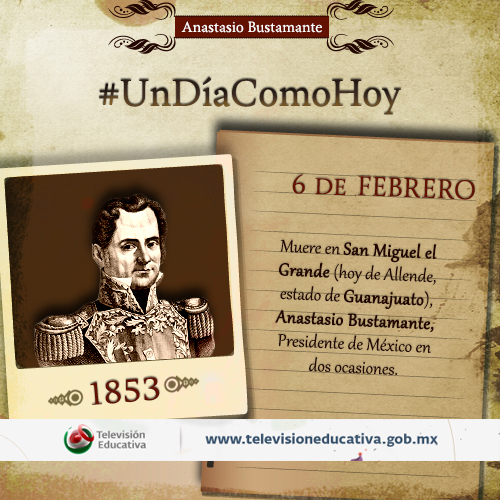 Anastasio Bustamante
#UnDíaComoHoy
6 DE FEBRERO
Muere en San Miguel el
Grande (hoy de Allende,
estado de Guanajuato),
Anastasio Bustamante,
Presidente de México en
dos ocasiones.
1853
Televisión
Educativa
www.televisioneducativa.gob.mx